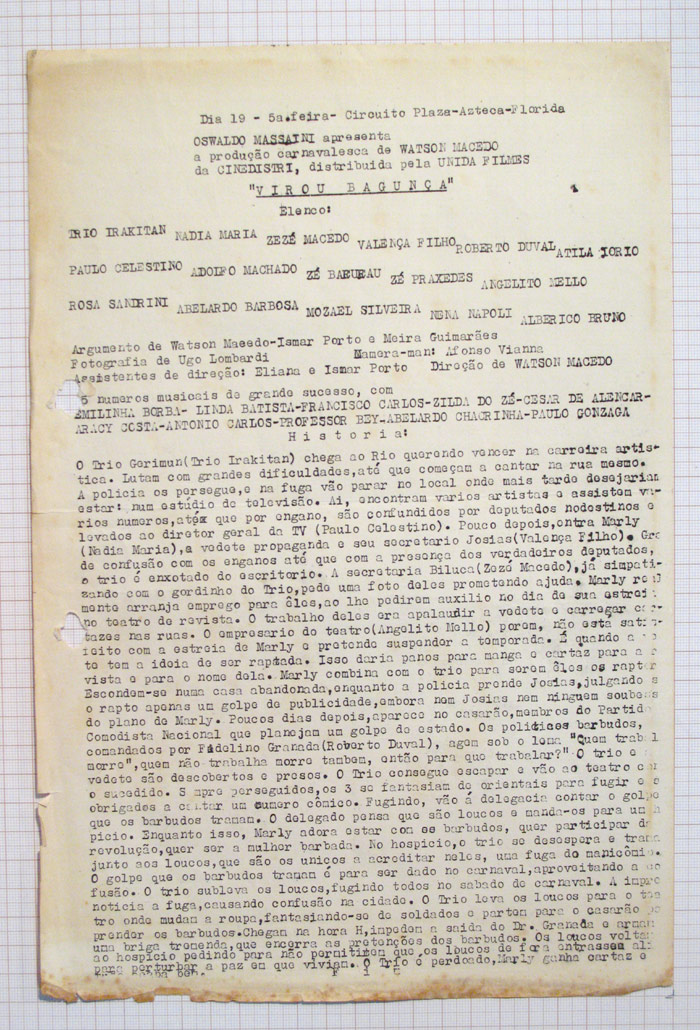 Dia 19 - 5a.feira- Circuito Plaza-Azteca-Florida
OSWALDO MASSAINI apresenta
a produção carnavalesca de WATSON MACEDO
da CINEDISTRI, distribuida pela UNIDA FILMES
"VIROU BAGUNÇA"
Elenco:
TRIO IRAKITAN NADIA MARIA ZEZÉ MACEDO VALENÇA FILHO ROBERTO DUVAL ATILA IORIO
PAULO CELESTINO ADOLFO MACHADO ZÉ BARURAU ZÉ PRAXEDES ANGELITO MELLO
ROSA SANDRINI ABELARDO BARBOSA MOZAEL SILVEIRA NENA NAPOLI ALBERICO BRUNO
Argumento de Watson Macedo-Ismar Porto e Meira Guimarães
Fotografia de Ugo Lombardi Mamera-man: Afonso Vianna
Assistentes de direção: Eliana e Ismar Porto Direção de WATSON MACEDO
5 numeros musicais de grande sucesso, com
EMILINHA BORBA- LINDA BATISTA-FRANCISCO CARLOS-ZILDA DO ZÉ-CESAR DE ALENCAR-
ARACY COSTA-ANTONIO CARLOS-PROFESSOR BEY-ABELARDO CHACRINHA-PAULO GONZAGA
Historia:
O Trio Gerimun(Trio Irakitan) chega ao Rio querendo vencer na carreira artis-
tica. Lutam com grandes dificuldades,até que começam a cantar na rua mesmo.
A policia os persegue,e na fuga vão parar no local onde mais tarde desejariam
estar: num estúdio de televisão. Ai, encontram varios artistas e assistem va-
rios numeros,até que por engano, são confundidos por deputados nodestinos e
levados ao diretor geral da TV (Paulo Celestino). Pouco depois,entra Marly
(Nadia Maria),a vedete propaganda e seu secretario Josias(Valença Filho).
de confusão com os enganos até que com a presença dos verdadeiros deputados,
o trio é enxotado do escritorio. A secretaria Biluca(Zezé Macedo),já simpati-
zando com o gordinho do Trio,pede uma foto deles prometendo ajuda. Marly real
mente arranja emprego para êles,ao lhe pedirem auxilio no dia de sua estrei
no teatro de revista. O trabalho deles era apalaudir a vedete e carregar car-
tazes nas ruas. O empresario do teatro(Angelito Mello) porem, não está satis-
feito com a estreia de Marly e pretende suspender a temporada. É quando a
te tem a ideia de ser raptada. Isso daria panos para manga e cartaz para a
vista e para o nome dela. Marly combina com o trio para serem êles os raptor
Escondem-se numa casa abandonada,enquanto a policia prende Josias,julgando s
o rapto apenas um golpe de publicidade,embora nem Josias nem ninguem soubess
do plano de Marly. Poucos dias depois,aparece no casarão,membros do Partid
Comodista Nacional que planejam um golpe de estado. Os politicos barbudos,
comandados por Fidelino Granada(Roberto Duval), agem sob o lema "Quem trabal
morre",quem não trabalha morre tambem, então para que trabalar?" O trio e
vedete são descobertos e presos. O Trio consegue escapar e vão ao teatro con
o sucedido. Sempre perseguidos,os 3 se fantasiam de orientais para fugir e s
obrigados a cantar um numero cômico. Fugindo, vão á delegacia contar o golpe
que os barbudos tramam. O delegado pensa que são loucos e manda-os para um h
picio. Enquanto isso, Marly adora estar com os barbudos, quer participar da
revolução,quer ser a mulher barbada. No hospicio,o trio se desespera e trama
junto aos loucos,que são os unicos a acreditar neles, uma fuga do manicômio.
O golpe que os barbudos tramam é para ser dado no carnaval,aproveitando a con
fusão. O trio subleva os loucos,fugindo todos no sabado de carnaval. A impre
noticia a fuga,causando confusão na cidade. O Trio leva os loucos para o tea
tro onde mudam a roupa,fantasiando-se de soldados e partem para o casarão pa
prender os barbudos.Chegam na hora H,impedem a saida do Dr. Granada e armam
uma briga tremenda,que encerra as pretenções dos barbudos. Os loucos voltam
ao hospicio pedindo para não permitirem que os loucos de fora entrassem ali
para perturbar a paz em que viviam. O Trio é perdoado,Marly ganha cartaz e